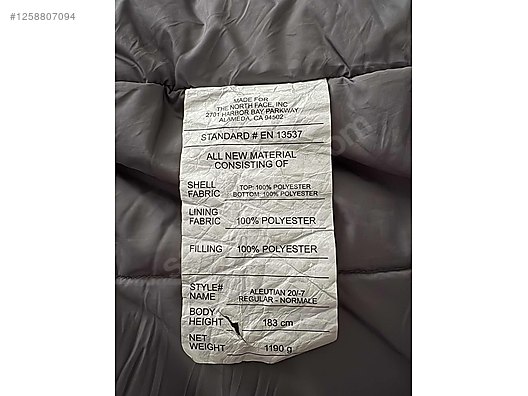 #1258807094
MADE FOR
THE NORTH FACE, INC
2701 HARBOR BAY PARKWAY
ALAMEDA, CA 94502
STANDARD # EN 13537
ALL NEW MATERIAL
CONSISTING OF
SHELL FABRIC TOP: 100% POLYESTER BOTTOM: 100% POLYESTER
LINING FABRIC 100% POLYESTER
FILLING 100% POLYESTER
STYLE# NAME ALEUTIAN 20/-7 REGULAR - NORMALE
BODY HEIGHT 183 cm
NET WEIGHT 1190 g